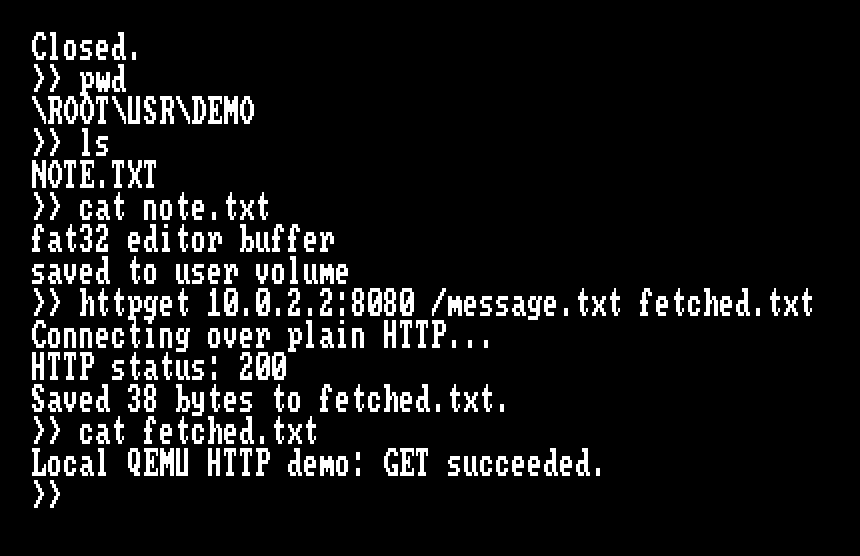 Closed.
>> pwd
\ROOT\USR\DEMO
>> ls
NOTE.TXT
>> cat note.txt
fat32 editor buffer
saved to user volume
>> httpget 10.0.2.2:8080 /message.txt fetched.txt
Connecting over plain HTTP...
HTTP status: 200
Saved 38 bytes to fetched.txt.
>> cat fetched.txt
Local QEMU HTTP demo: GET succeeded.
>>